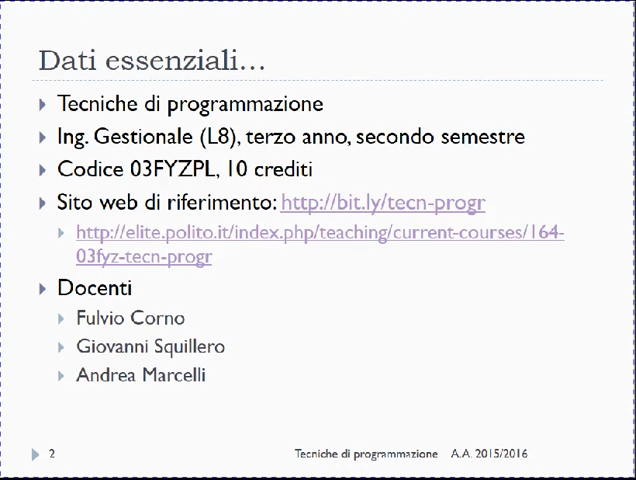 Dati essenziali…
Tecniche di programmazione
Ing. Gestionale (L8), terzo anno, secondo semestre
Codice 03FYZPL, 10 crediti
Sito web di riferimento: http://bit.ly/tecn-progr
http://elite.polito.it/index.php/teaching/current-courses/164-
03fyz-tecn-progr
Docenti
Fulvio Corno
Giovanni Squillero
Andrea Marcelli
2 Tecniche di programmazione A.A. 2015/2016